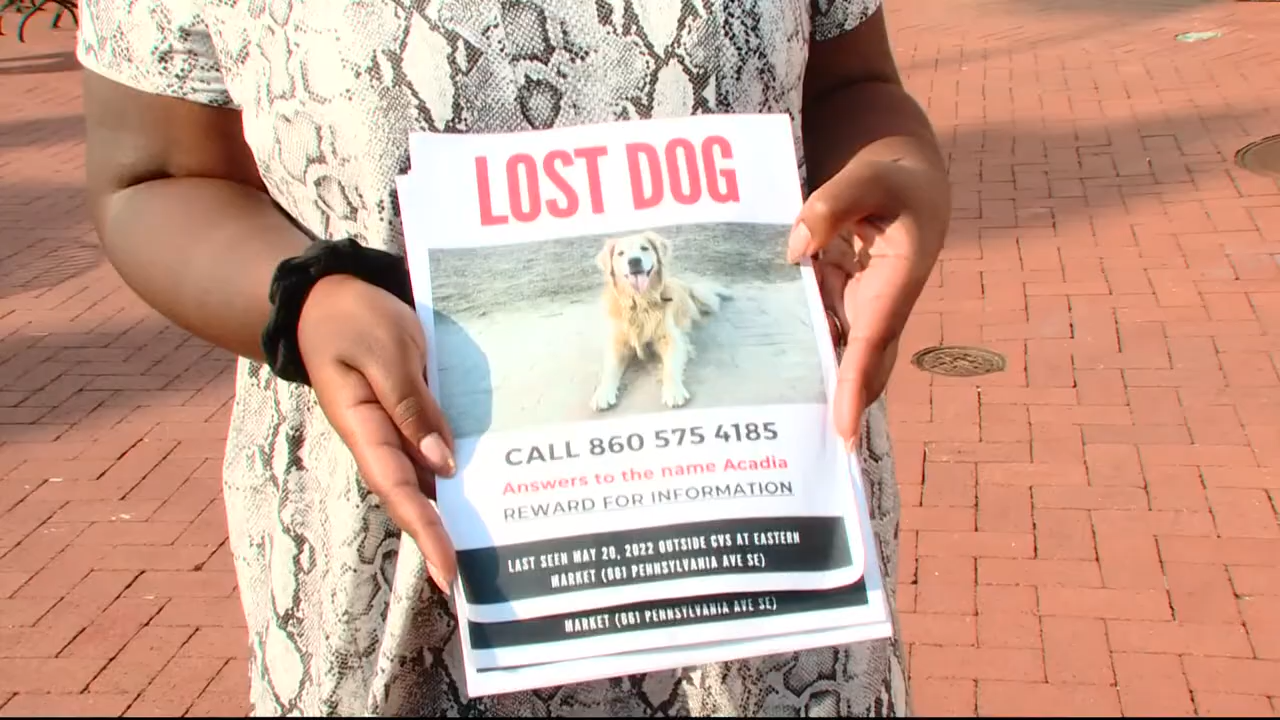 LOST DOG
CALL 860 575 4185
Answers to the name Acadia
REWARD FOR INFORMATION
LAST SEEN MAY 20, 2022 OUTSIDE CVS AT EASTERN
MARKET (661 PENNSYLVANIA AVE SE)
MARKET (661 PENNSYLVANIA AVE SE)